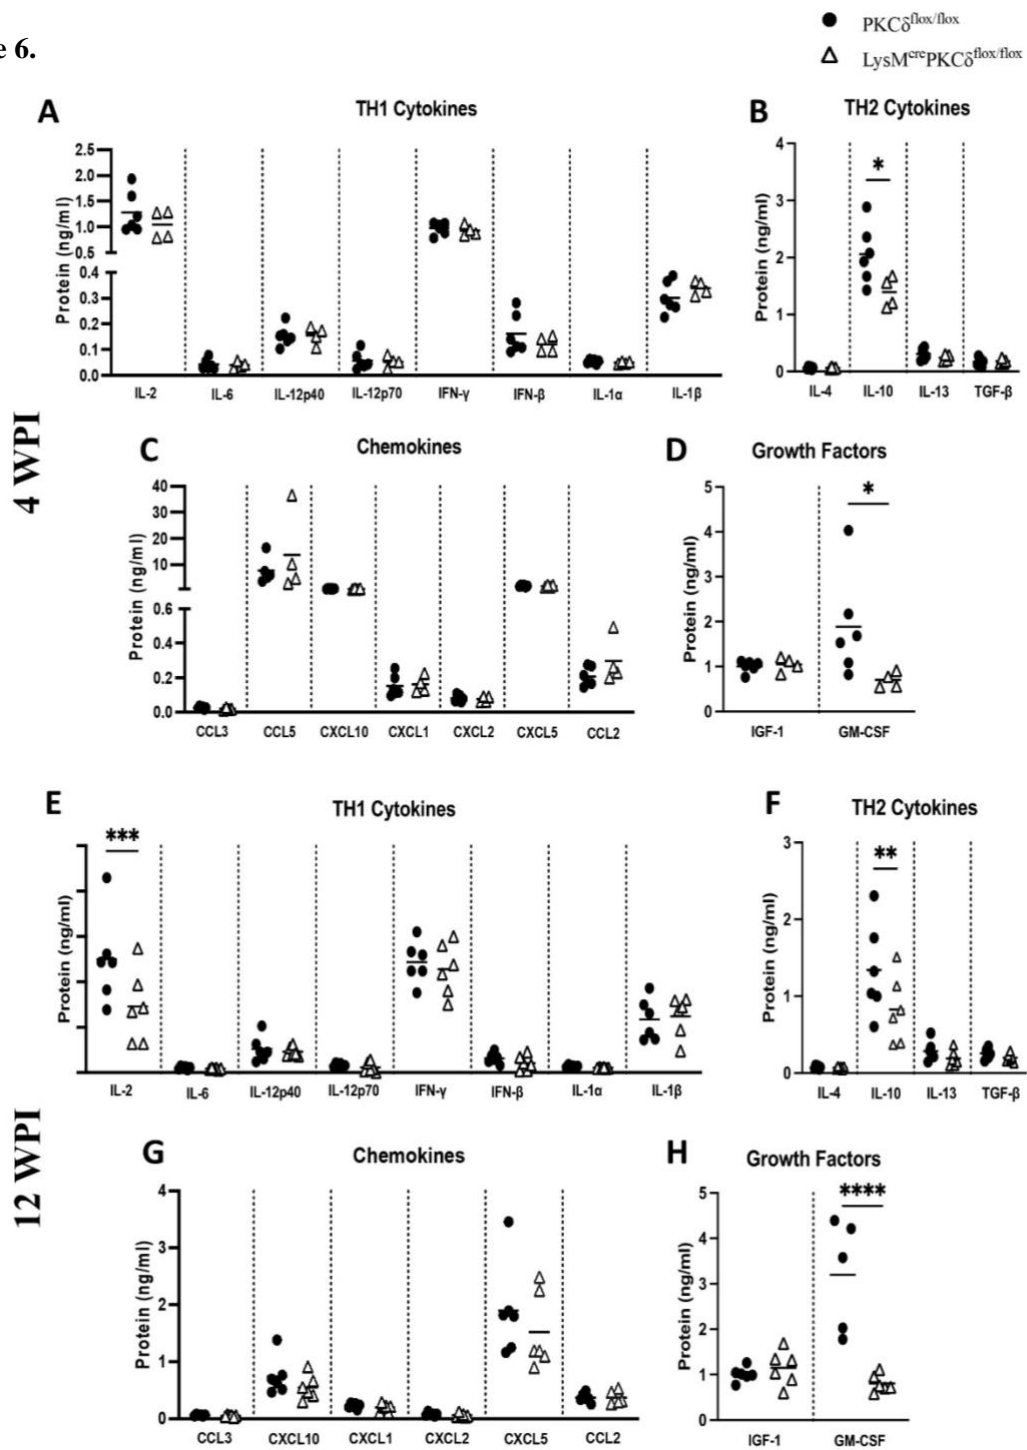 PKCδflox/flox
LysMcrePKCδflox/flox
e 6.
A
TH1 Cytokines
B
TH2 Cytokines
Protein (ng/ml)
2.5
2.0
1.5
1.0
0.5
0.4
0.3
0.2
0.1
0.0
IL-2 IL-6 IL-12p40 IL-12p70 IFN-γ IFN-β IL-1α IL-1β
Protein (ng/ml)
4
3
2
1
0
*
IL-4 IL-10 IL-13 TGF-β
4 WPI
C
Chemokines
D
Growth Factors
Protein (ng/ml)
40
30
20
10
0.6
0.4
0.2
0.0
CCL3 CCL5 CXCL10 CXCL1 CXCL2 CXCL5 CCL2
Protein (ng/ml)
5
4
3
2
1
0
*
IGF-1 GM-CSF
E
TH1 Cytokines
F
TH2 Cytokines
Protein (ng/ml)
***
IL-2 IL-6 IL-12p40 IL-12p70 IFN-γ IFN-β IL-1α IL-1β
Protein (ng/ml)
3
2
1
0
**
IL-4 IL-10 IL-13 TGF-β
12 WPI
G
Chemokines
H
Growth Factors
Protein (ng/ml)
4
3
2
1
0
CCL3 CXCL10 CXCL1 CXCL2 CXCL5 CCL2
Protein (ng/ml)
5
4
3
2
1
0
****
IGF-1 GM-CSF